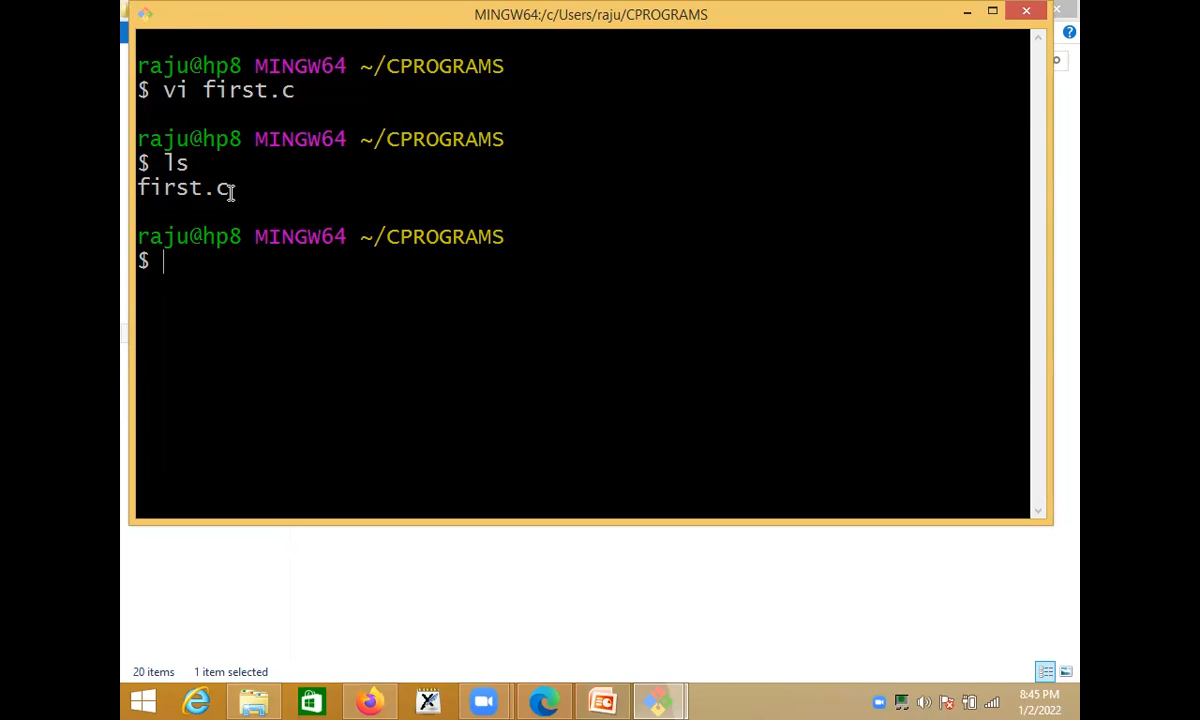 MINGW64:/c/Users/raju/CPROGRAMS
raju@hp8 MINGW64 ~/CPROGRAMS
$ vi first.c
raju@hp8 MINGW64 ~/CPROGRAMS
$ ls
first.c
raju@hp8 MINGW64 ~/CPROGRAMS
$
20 items 1 item selected
8:45 PM
1/2/2022